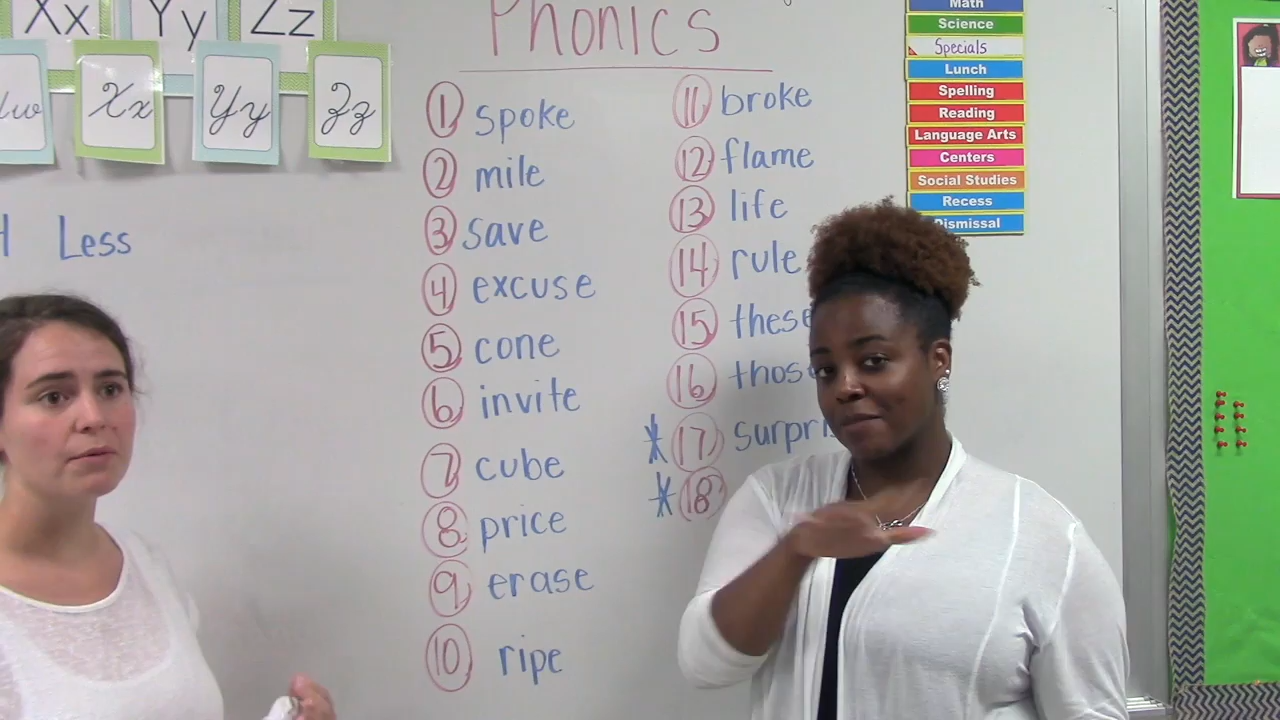 Xx Yy Zz
Xx Yy Zz
Less
Phonics
1 spoke
2 mile
3 save
4 excuse
5 cone
6 invite
7 cube
8 price
9 erase
10 ripe
11 broke
12 flame
13 life
14 rule
15 these
16 thos
* 17 surpri
* 18
Math
Science
Specials
Lunch
Spelling
Reading
Language Arts
Centers
Social Studies
Recess
Dismissal